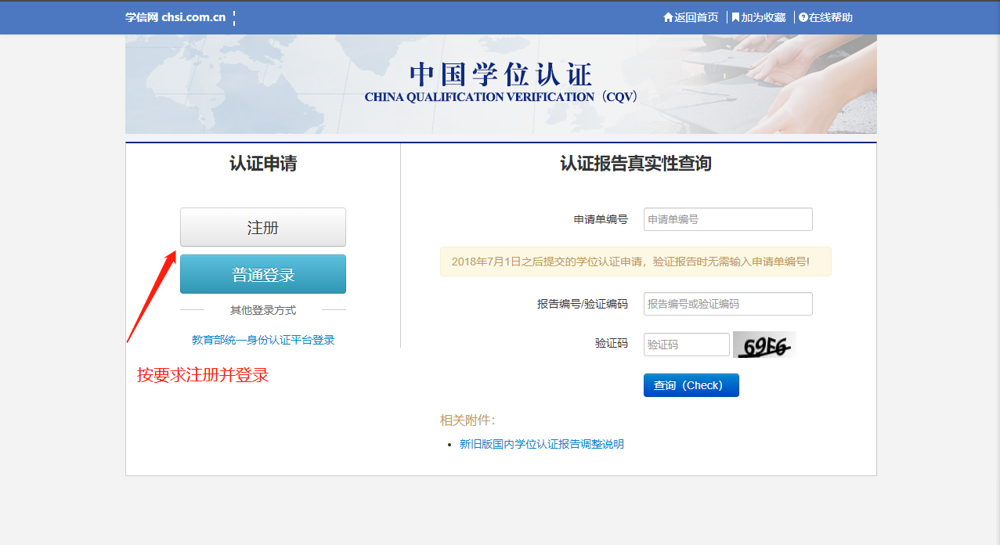 学信网 chsi.com.cn
返回首页 加为收藏 在线帮助
中国学位认证
CHINA QUALIFICATION VERIFICATION（CQV）
认证申请
注册
普通登录
其他登录方式
教育部统一身份认证平台登录
按要求注册并登录
认证报告真实性查询
申请单编号 申请单编号
2018年7月1日之后提交的学位认证申请，验证报告时无需输入申请单编号!
报告编号/验证编码 报告编号或验证编码
验证码 验证码 69F6
查询（Check）
相关附件：
新旧版国内学位认证报告调整说明